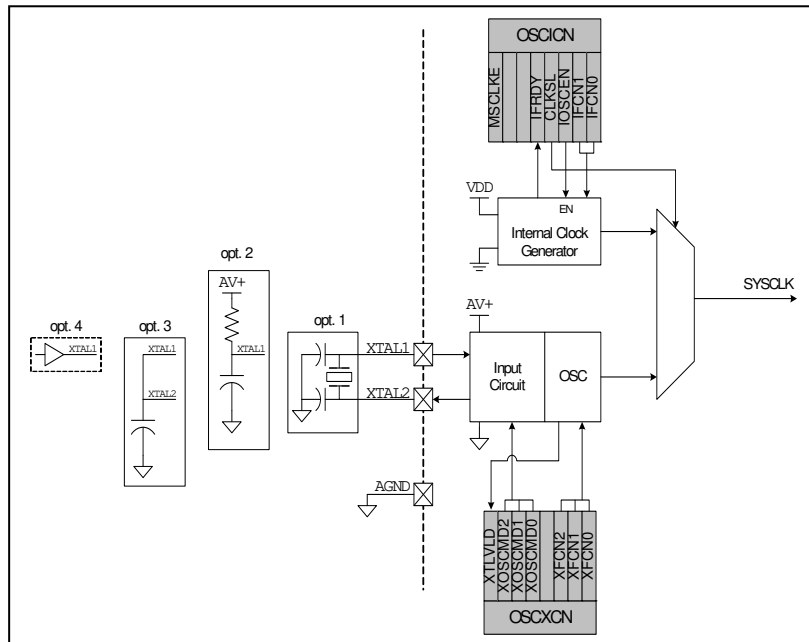 OSCICN
MSCLKE
IFRDY
CLKSL
IOSCEN
IFCN1
IFCN0
VDD
EN
Internal Clock
Generator
opt. 2
AV+
XTAL1
opt. 4
XTAL1
opt. 3
XTAL1
XTAL2
opt. 1
XTAL1
XTAL2
AV+
Input
Circuit
OSC
SYSCLK
AGND
XTLVLD
XOSCMD2
XOSCMD1
XOSCMD0
XFCN2
XFCN1
XFCN0
OSCXCN